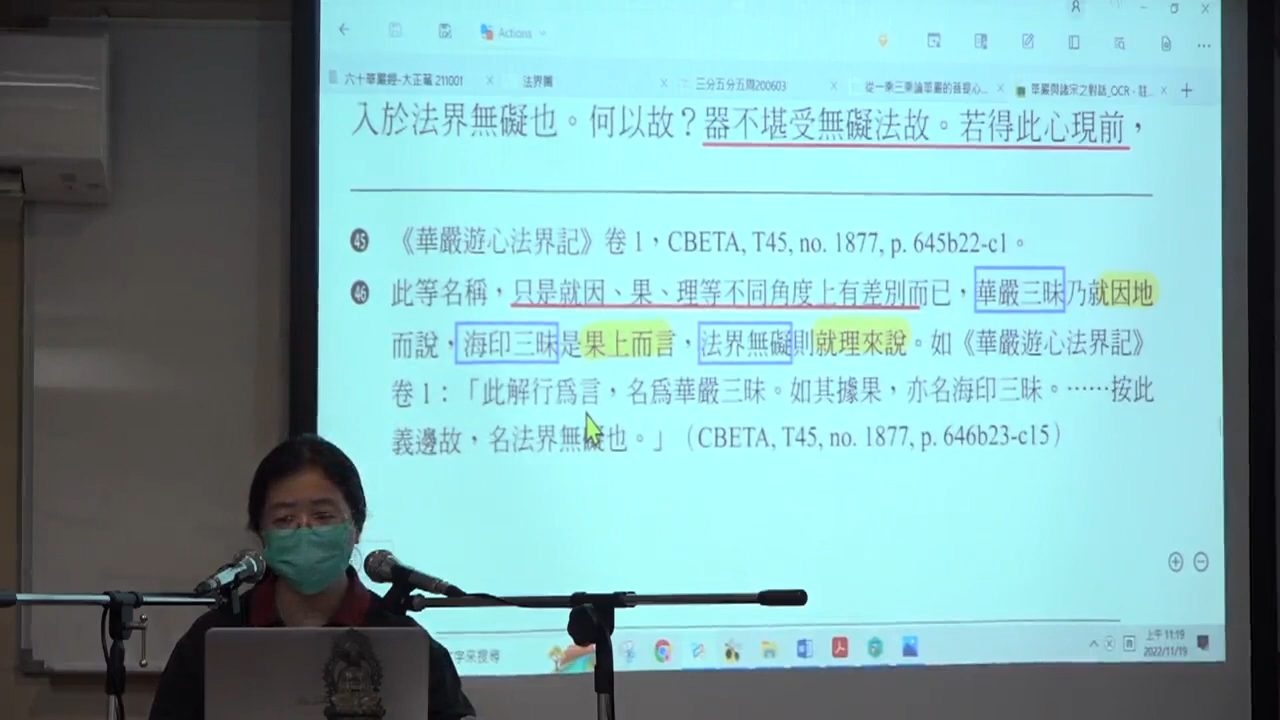 Actions
六十華嚴經-大正藏 211001
法界圖
三分五分五周200603
從一乘三乘論華嚴的菩提心...
華嚴與諸宗之對話_OCR - 註...
入於法界無礙也。何以故？器不堪受無礙法故。若得此心現前，
45 《華嚴遊心法界記》卷 1，CBETA, T45, no. 1877, p. 645b22-c1。
46 此等名稱，只是就因、果、理等不同角度上有差別而已，華嚴三昧乃就因地
而說，海印三昧是果上而言，法界無礙則就理來說。如《華嚴遊心法界記》
卷 1：「此解行爲言，名爲華嚴三昧。如其據果，亦名海印三昧。……按此
義邊故，名法界無礙也。」（CBETA, T45, no. 1877, p. 646b23-c15）
字來搜尋
上午 11:19
2022/11/19